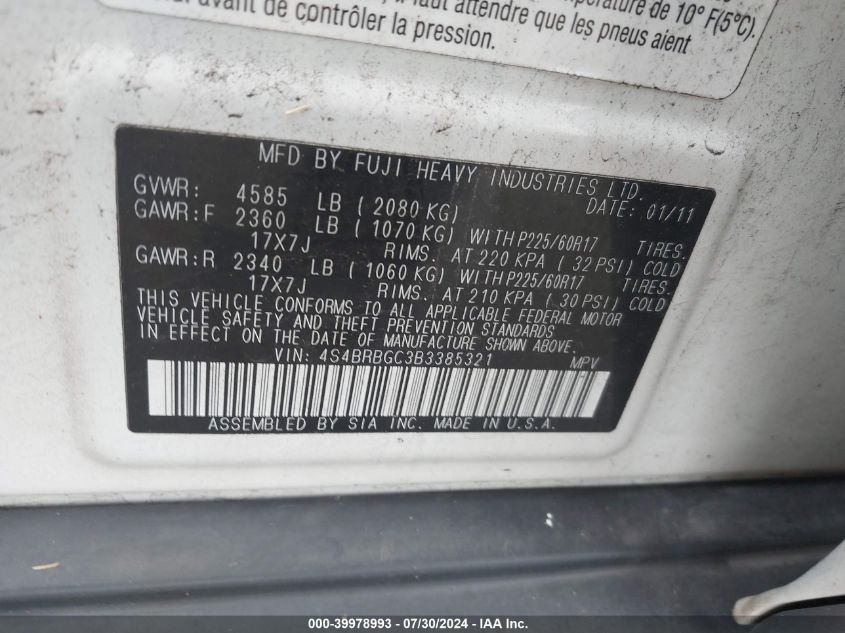 avant de contrôler la pression.
faut attendre que les pneus aient
température de 10° F(5°C).
MFD BY FUJI HEAVY INDUSTRIES LTD.
GVWR: 4585 LB ( 2080 KG) DATE: 01/11
GAWR:F 2360 LB ( 1070 KG) WITH P225/60R17 TIRES.
17X7J RIMS. AT 220 KPA ( 32 PSI) COLD
GAWR:R 2340 LB ( 1060 KG) WITH P225/60R17 TIRES.
17X7J RIMS. AT 210 KPA ( 30 PSI) COLD
THIS VEHICLE CONFORMS TO ALL APPLICABLE FEDERAL MOTOR
VEHICLE SAFETY AND THEFT PREVENTION STANDARDS
IN EFFECT ON THE DATE OF MANUFACTURE SHOWN ABOVE.
VIN: 4S4BRBGC3B3385321 MPV
ASSEMBLED BY SIA INC. MADE IN U.S.A.
000-39978993 - 07/30/2024 - IAA Inc.